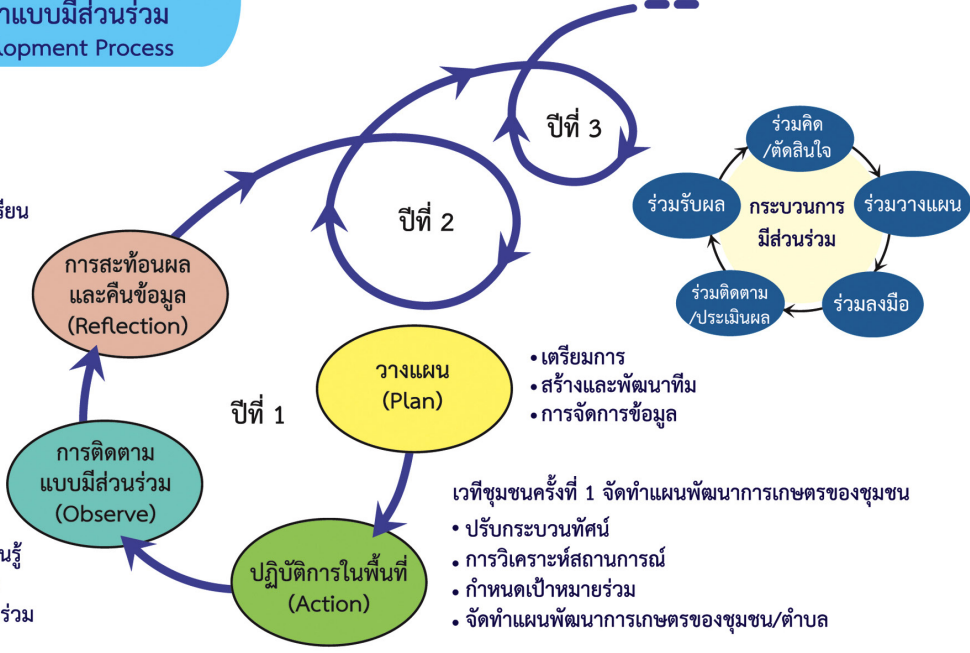 าแบบมีส่วนร่วม
lopment Process
ปีที่ 3
ปีที่ 2
ปีที่ 1
ร่วมคิด
/ตัดสินใจ
ร่วมรับผล
กระบวนการ
มีส่วนร่วม
ร่วมวางแผน
ร่วมติดตาม
/ประเมินผล
ร่วมลงมือ
รียน
การสะท้อนผล
และคืนข้อมูล
(Reflection)
วางแผน
(Plan)
• เตรียมการ
• สร้างและพัฒนาทีม
• การจัดการข้อมูล
การติดตาม
แบบมีส่วนร่วม
(Observe)
ปฏิบัติการในพื้นที่
(Action)
เวทีชุมชนครั้งที่ 1 จัดทำแผนพัฒนาการเกษตรของชุมชน
• ปรับกระบวนทัศน์
• การวิเคราะห์สถานการณ์
• กำหนดเป้าหมายร่วม
• จัดทำแผนพัฒนาการเกษตรของชุมชน/ตำบล
นรู้
ร่วม